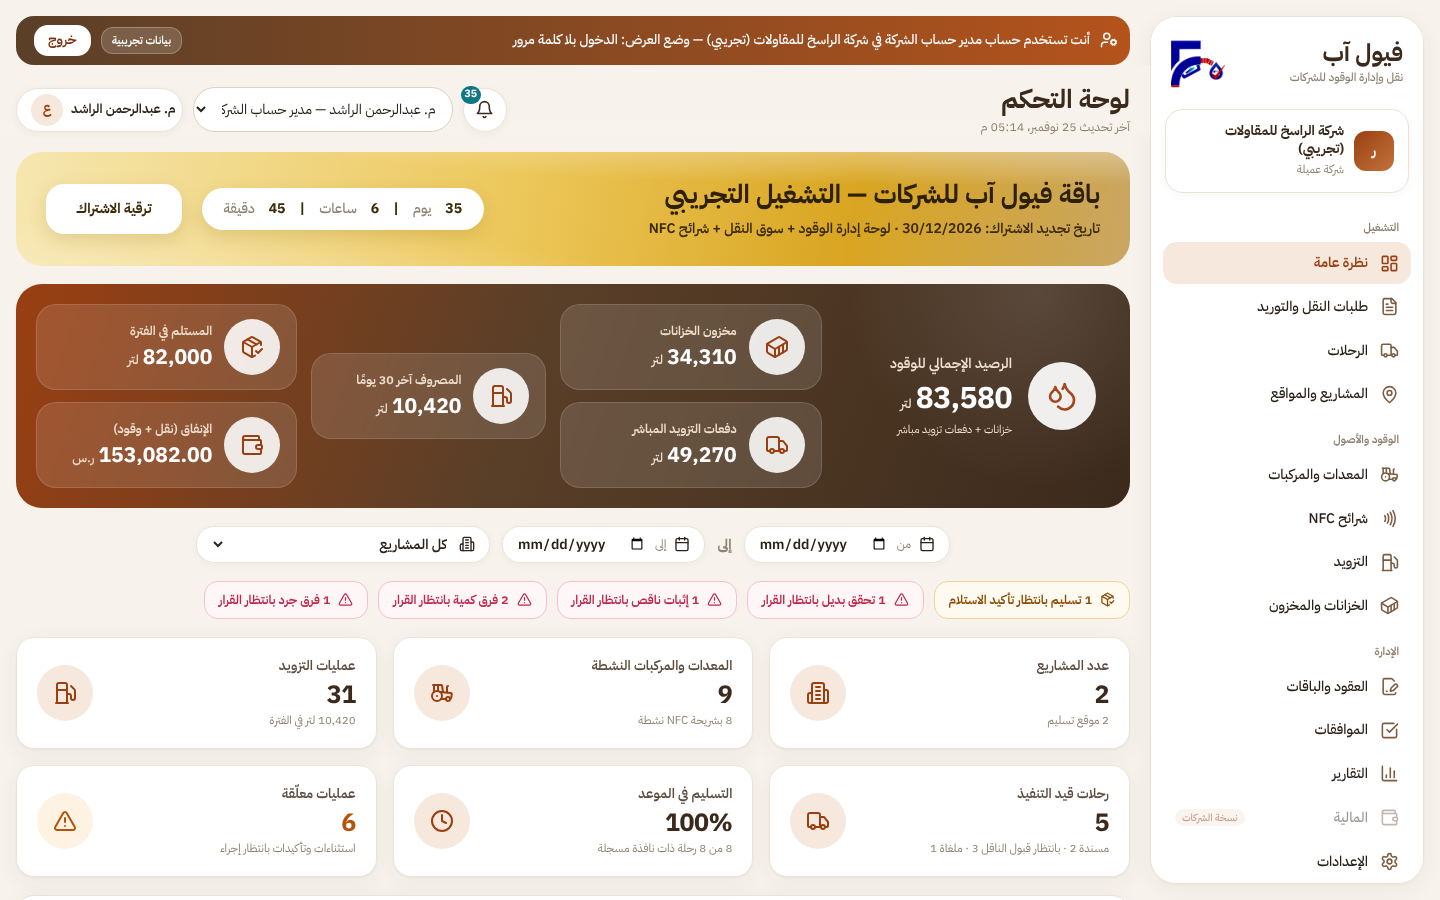 فيول آب
نقل وإدارة الوقود للشركات
شركة الراسخ للمقاولات
(تجريبي)
شركة عميلة
ر
التشغيل
نظرة عامة
طلبات النقل والتوريد
الرحلات
المشاريع والمواقع
الوقود والأصول
المعدات والمركبات
شرائح NFC
التزويد
الخزانات والمخزون
الإدارة
العقود والباقات
الموافقات
التقارير
المالية
نسخة الشركات
الإعدادات
أنت تستخدم حساب مدير حساب الشركة في شركة الراسخ للمقاولات (تجريبي) — وضع العرض: الدخول بلا كلمة مرور
بيانات تجريبية
خروج
لوحة التحكم
آخر تحديث 25 نوفمبر، 05:14 م
35
م. عبدالرحمن الراشد — مدير حساب الشرك
م. عبدالرحمن الراشد
ع
باقة فيول آب للشركات — التشغيل التجريبي
تاريخ تجديد الاشتراك: 30/12/2026 · لوحة إدارة الوقود + سوق النقل + شرائح NFC
35 يوم | 6 ساعات | 45 دقيقة
ترقية الاشتراك
الرصيد الإجمالي للوقود
83,580 لتر
خزانات + دفعات تزويد مباشر
مخزون الخزانات
34,310 لتر
دفعات التزويد المباشر
49,270 لتر
المصروف آخر 30 يومًا
10,420 لتر
المستلم في الفترة
82,000 لتر
الإنفاق (نقل + وقود)
153,082.00 ر.س
من mm/dd/yyyy
إلى
إلى mm/dd/yyyy
كل المشاريع
1 تسليم بانتظار تأكيد الاستلام
1 تحقق بديل بانتظار القرار
1 إثبات ناقص بانتظار القرار
2 فرق كمية بانتظار القرار
1 فرق جرد بانتظار القرار
عدد المشاريع
2
2 موقع تسليم
المعدات والمركبات النشطة
9
8 بشريحة NFC نشطة
عمليات التزويد
31
10,420 لتر في الفترة
رحلات قيد التنفيذ
5
مسندة 2 · بانتظار قبول الناقل 3 · ملغاة 1
التسليم في الموعد
100%
8 من 8 رحلة ذات نافذة مسجلة
عمليات معلّقة
6
استثناءات وتأكيدات بانتظار إجراء